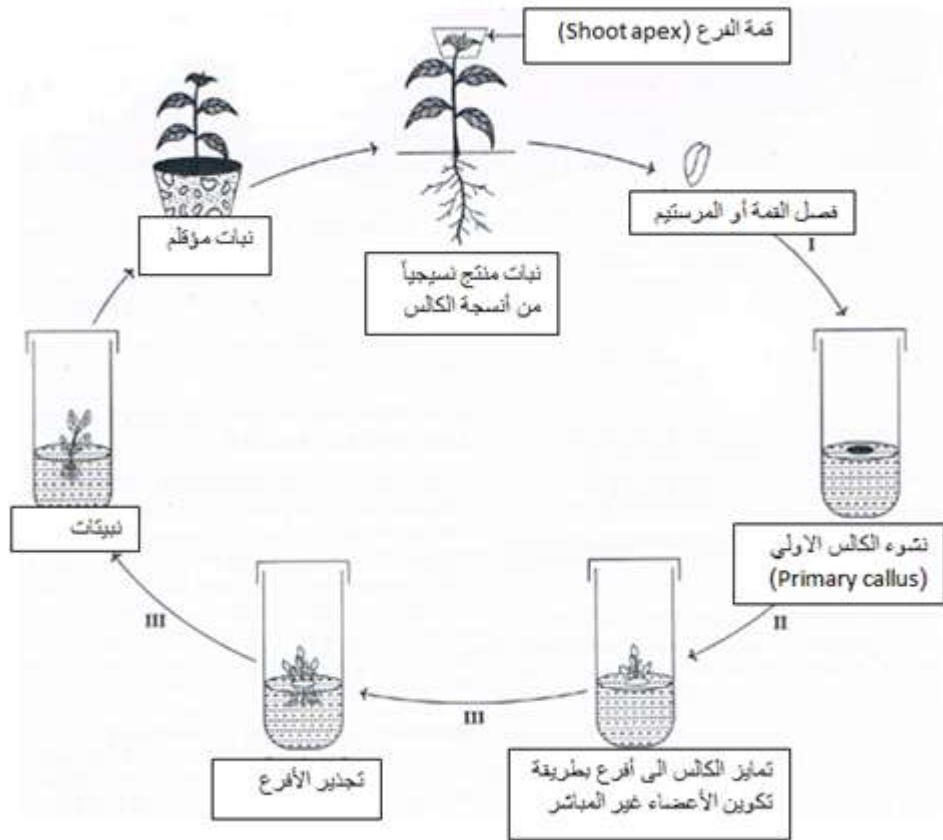 قمة الفرع (Shoot apex)
فصل القمة أو المرستيم
I
نبات مؤقلم
نبات منتج نسيجياً
من أنسجة الكالس
نشوء الكالس الاولي
(Primary callus)
II
نبيتات
III
III
تجذير الأفرع
تمايز الكالس الى أفرع بطريقة
تكوين الأعضاء غير المباشر